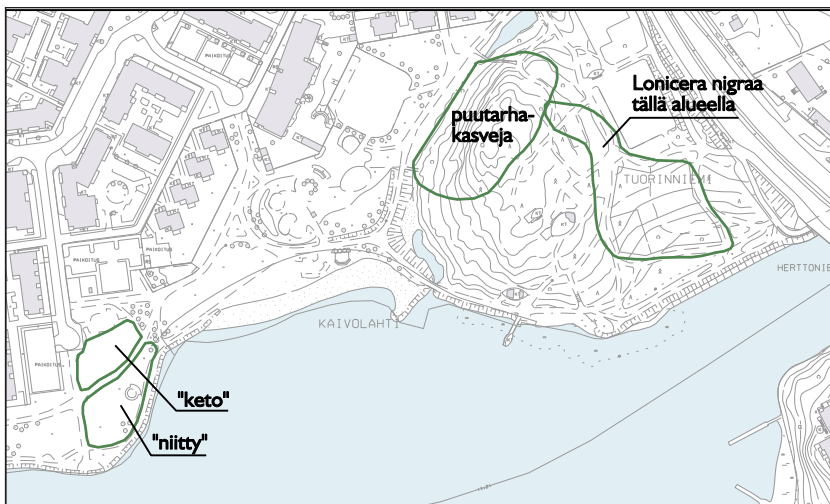 PAIKOITUS
Lonicera nigraa
tällä alueella
puutarha-
kasveja
TUORINNIEMI
PAIKOITUS
PAIKOITUS
HERTTONIE
KAIVOLAHTI
PAIKOITUS
"keto"
"niitty"